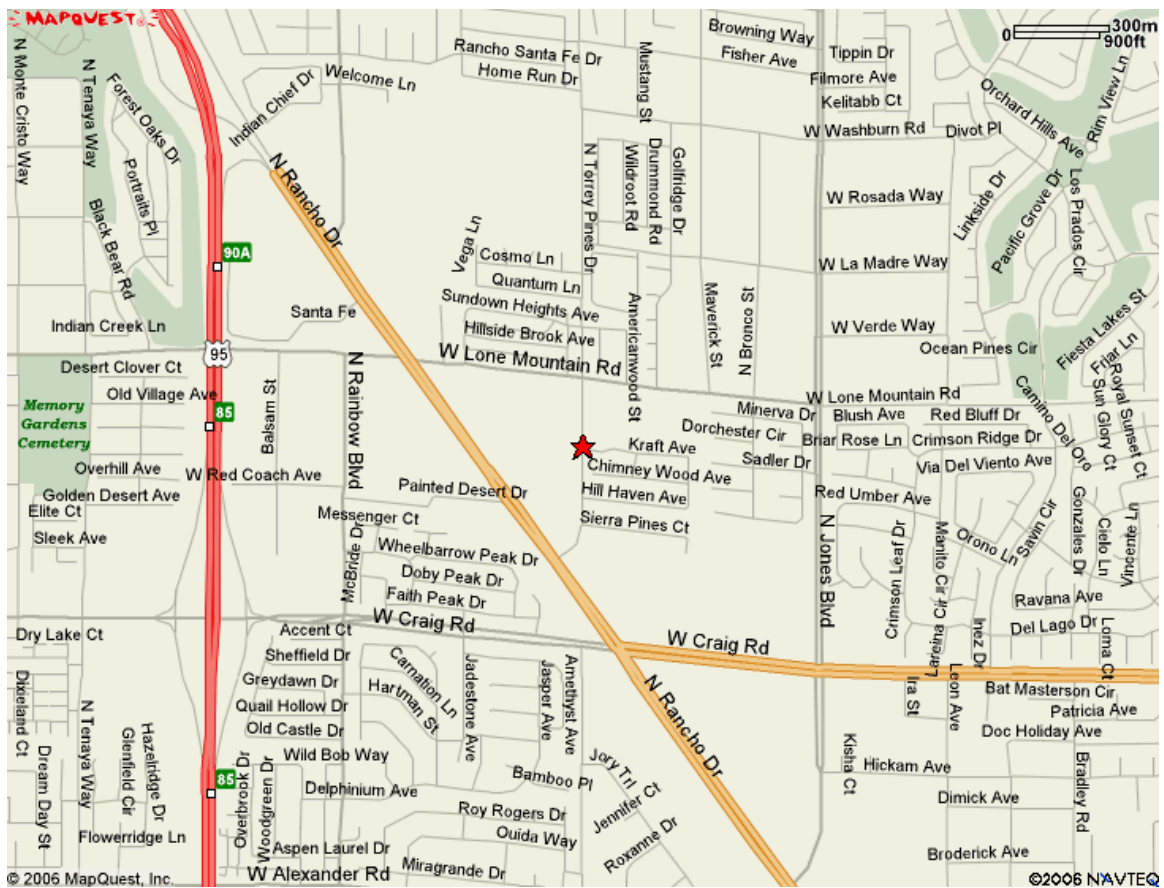 MAPQUEST®
300m
0
900ft
N Monte Cristo Way
N Tenaya Way
Forest Oaks Dr
Portraits Pl
Black Bear Rd
Indian Chief Dr
Welcome Ln
Rancho Santa Fe Dr
Home Run Dr
Mustang St
Browning Way
Fisher Ave
Tippin Dr
Filmore Ave
Kelitabb Ct
Orchard Hills Ave
Rim View Ln
W Washburn Rd
Divot Pl
N Rancho Dr
N Torrey Pines Dr
Wildroot Rd
Drummond Rd
Golfridge Dr
W Rosada Way
Linkside Dr
Pacific Grove Dr
Los Prados Cir
90A
Vega Ln
Cosmo Ln
Quantum Ln
Sundown Heights Ave
Hillside Brook Ave
Americanwood St
Maverick St
N Bronco St
W La Madre Way
Santa Fe
Indian Creek Ln
W Verde Way
Ocean Pines Cir
Fiesta Lakes St
Friar Ln
95
W Lone Mountain Rd
Desert Clover Ct
Old Village Ave
Memory
Gardens
Cemetery
85
Balsam St
N Rainbow Blvd
W Lone Mountain Rd
Minerva Dr
Blush Ave
Red Bluff Dr
Camino Del Oro
Sun Glory Ct
Royal Sunset Ct
Dorchester Cir
Briar Rose Ln
Crimson Ridge Dr
Kraft Ave
Sadler Dr
Via Del Viento Ave
Overhill Ave
W Red Coach Ave
Chimney Wood Ave
Golden Desert Ave
Painted Desert Dr
Hill Haven Ave
Red Umber Ave
Elite Ct
Messenger Ct
Sierra Pines Ct
N Jones Blvd
Sleek Ave
McBride Dr
Wheelbarrow Peak Dr
Doby Peak Dr
Faith Peak Dr
Crimson Leaf Dr
Manito Cir
Orono Ln
Savin Cir
Gonzales Dr
Cielo Ln
Vincente Ln
Ravana Ave
Dry Lake Ct
Accent Ct
W Craig Rd
W Craig Rd
Lareina Cir
Inez Dr
Del Lago Dr
Loma Ct
Sheffield Dr
Greydawn Dr
Quail Hollow Dr
Old Castle Dr
Carnation Ln
Hartman St
Jadestone Ave
Jasper Ave
Amethyst Ave
N Rancho Dr
Ira St
Leon Ave
Bat Masterson Cir
Patricia Ave
Doc Holiday Ave
Dixieland Ct
Dream Day St
N Tenaya Way
Glenfield Cir
Hazelridge Dr
85
Overbrook Dr
Woodgreen Dr
Wild Bob Way
Delphinium Ave
Bamboo Pl
Jory Trl
Jennifer Ct
Kisha Ct
Hickam Ave
Bradley Rd
Dimick Ave
Flowerridge Ln
Roy Rogers Dr
Ouida Way
Roxanne Dr
Aspen Laurel Dr
Miragrande Dr
W Alexander Rd
Broderick Ave
© 2006 MapQuest, Inc.
©2006 NAVTEQ